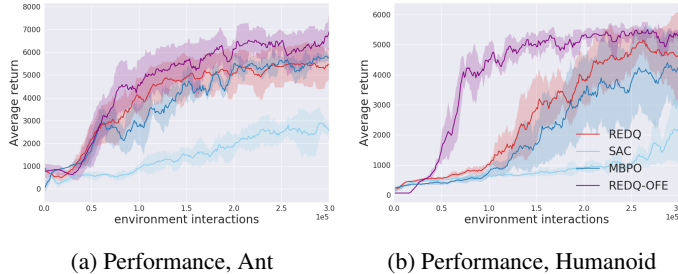 8000
7000
6000
5000
4000
3000
2000
1000
0
Average return
0.0 0.5 1.0 1.5 2.0 2.5 3.0
environment interactions 1e5
(a) Performance, Ant
6000
5000
4000
3000
2000
1000
0
Average return
REDQ
SAC
MBPO
REDQ-OFE
0.0 0.5 1.0 1.5 2.0 2.5 3.0
environment interactions 1e5
(b) Performance, Humanoid